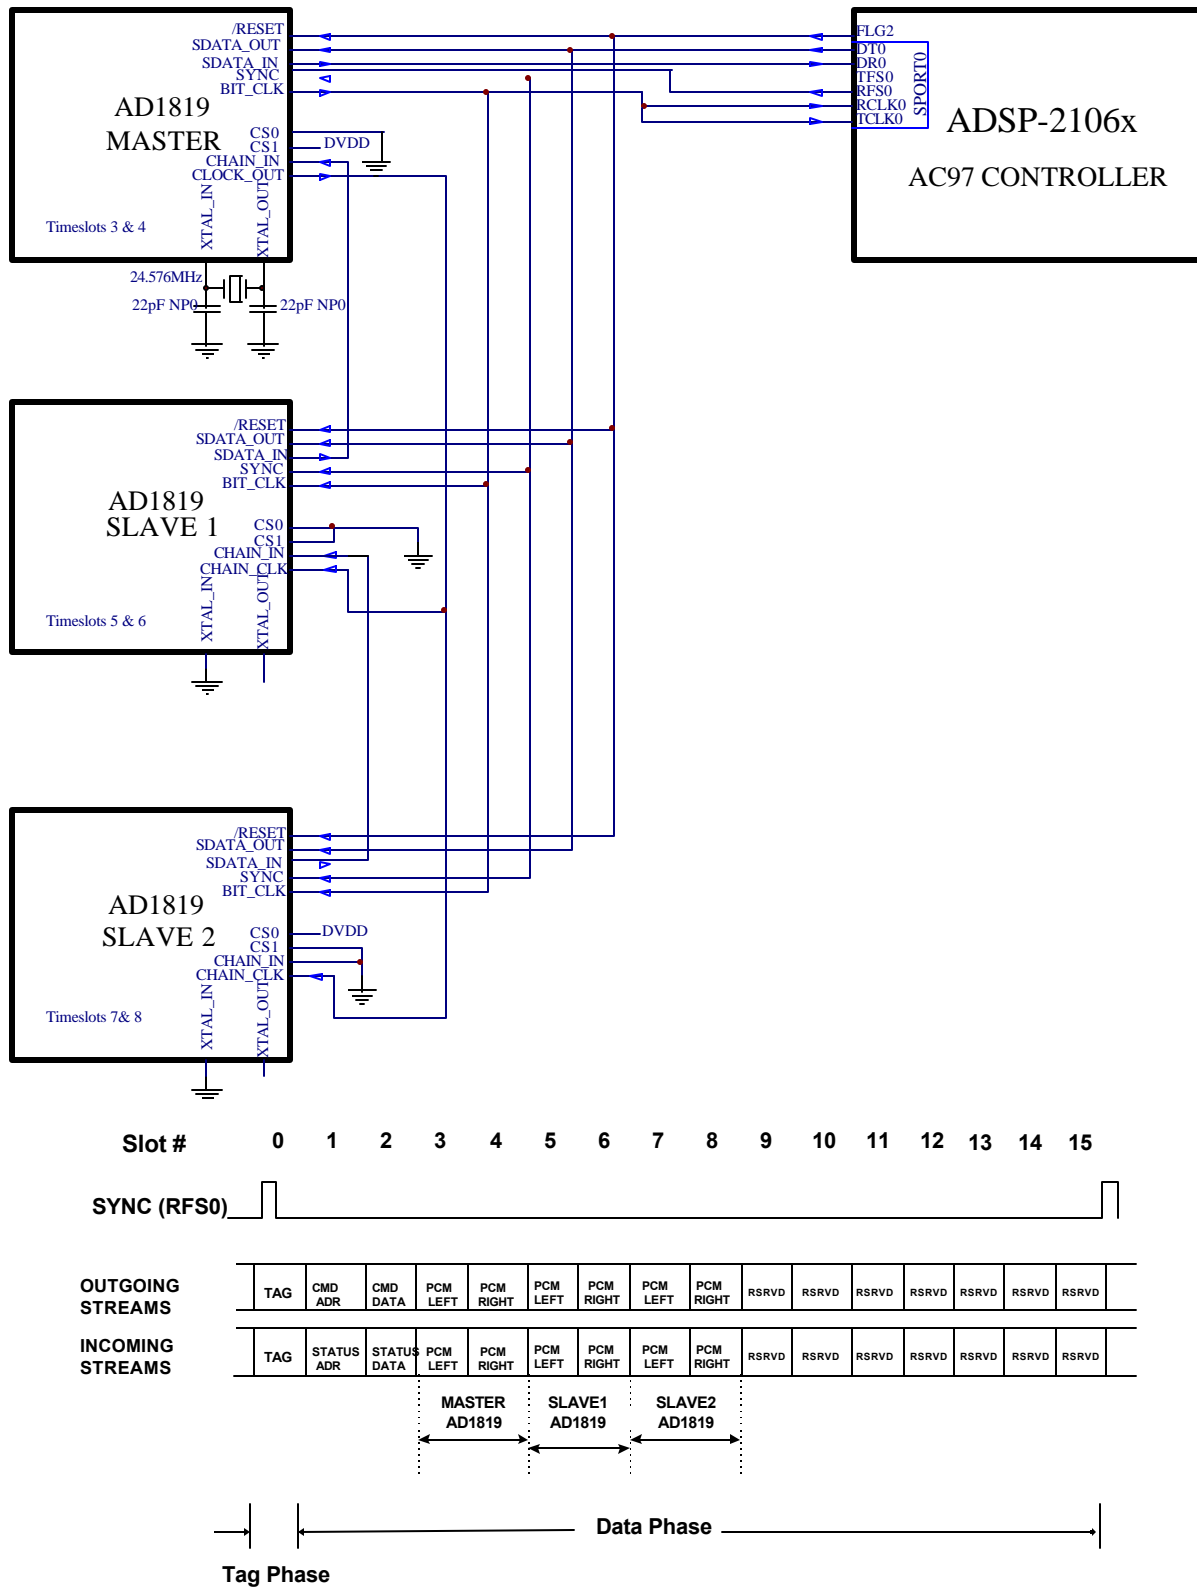 /RESET
SDATA_OUT
SDATA_IN
SYNC
BIT_CLK
AD1819
MASTER
CS0
CS1
DVDD
CHAIN_IN
CLOCK_OUT
XTAL_IN
XTAL_OUT
Timeslots 3 & 4
24.576MHz
22pF NP0
22pF NP0
FLG2
DT0
DR0
TFS0
RFS0
RCLK0
TCLK0
SPORT0
ADSP-2106x
AC97 CONTROLLER
/RESET
SDATA_OUT
SDATA_IN
SYNC
BIT_CLK
AD1819
SLAVE 1
CS0
CS1
CHAIN_IN
CHAIN_CLK
XTAL_IN
XTAL_OUT
Timeslots 5 & 6
/RESET
SDATA_OUT
SDATA_IN
SYNC
BIT_CLK
AD1819
SLAVE 2
CS0
DVDD
CS1
CHAIN_IN
CHAIN_CLK
XTAL_IN
XTAL_OUT
Timeslots 7& 8
Slot # 0 1 2 3 4 5 6 7 8 9 10 11 12 13 14 15
SYNC (RFS0)
OUTGOING
STREAMS
TAG
CMD
ADR
CMD
DATA
PCM
LEFT
PCM
RIGHT
PCM
LEFT
PCM
RIGHT
PCM
LEFT
PCM
RIGHT
RSRVD RSRVD RSRVD RSRVD RSRVD RSRVD RSRVD
INCOMING
STREAMS
TAG
STATUS
ADR
STATUS
DATA
PCM
LEFT
PCM
RIGHT
PCM
LEFT
PCM
RIGHT
PCM
LEFT
PCM
RIGHT
RSRVD RSRVD RSRVD RSRVD RSRVD RSRVD RSRVD
MASTER
AD1819
SLAVE1
AD1819
SLAVE2
AD1819
Data Phase
Tag Phase